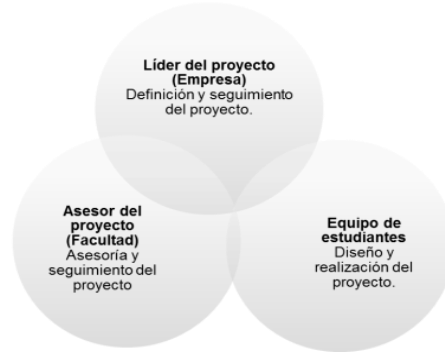 Líder del proyecto
(Empresa)
Definición y seguimiento
del proyecto.
Asesor del
proyecto
(Facultad)
Asesoría y
seguimiento del
proyecto
Equipo de
estudiantes
Diseño y
realización del
proyecto.